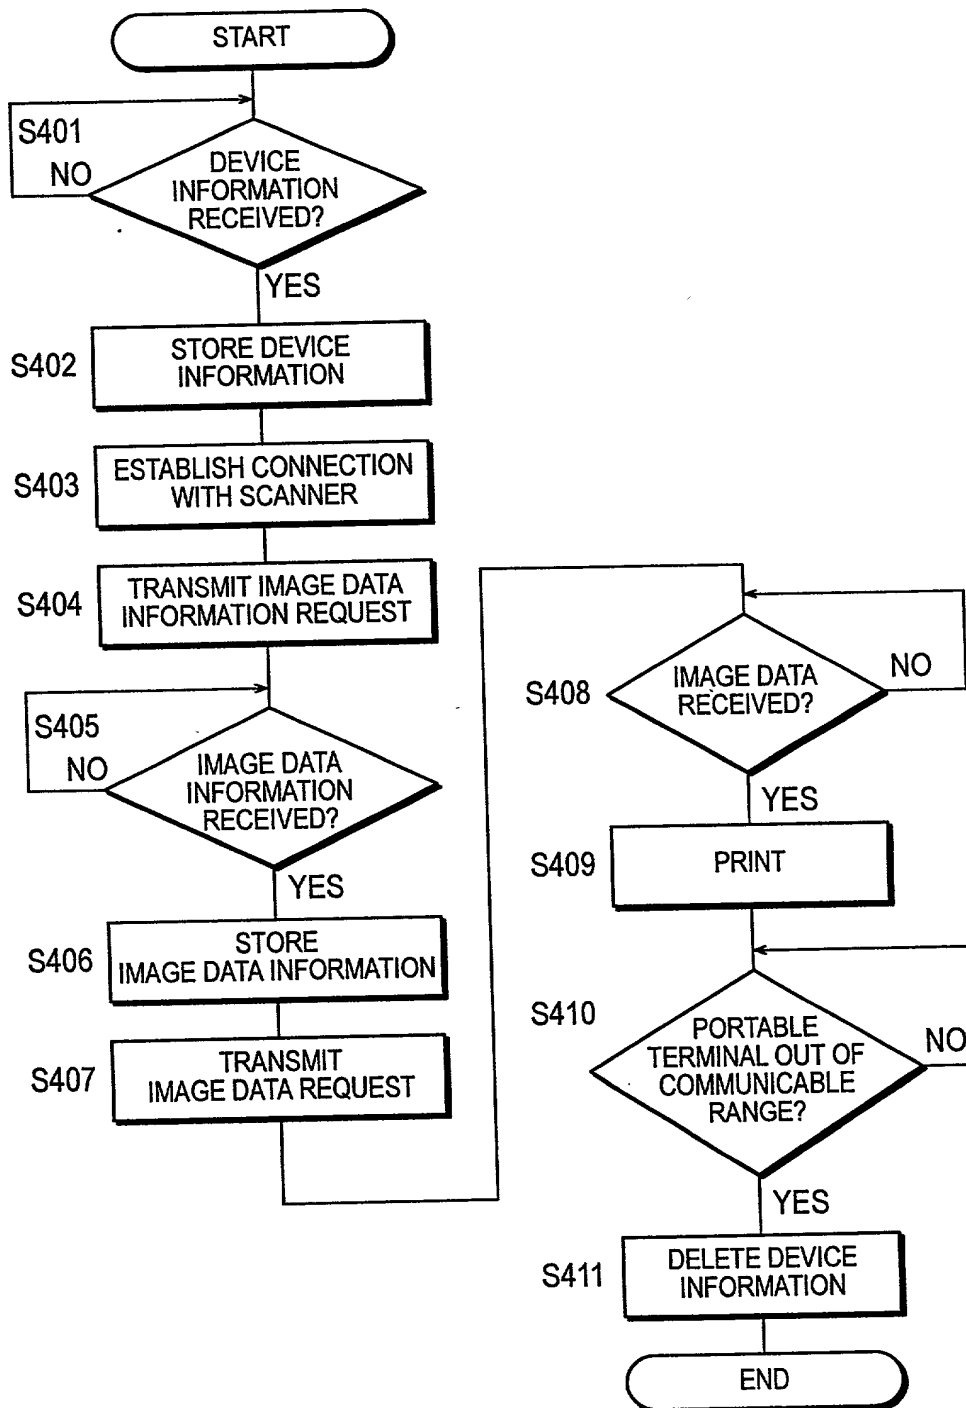 START
S401
NO
DEVICE
INFORMATION
RECEIVED?
YES
S402
STORE DEVICE
INFORMATION
S403
ESTABLISH CONNECTION
WITH SCANNER
S404
TRANSMIT IMAGE DATA
INFORMATION REQUEST
S405
NO
IMAGE DATA
INFORMATION
RECEIVED?
YES
S406
STORE
IMAGE DATA INFORMATION
S407
TRANSMIT
IMAGE DATA REQUEST
S408
IMAGE DATA
RECEIVED?
NO
YES
S409
PRINT
S410
PORTABLE
TERMINAL OUT OF
COMMUNICABLE
RANGE?
NO
YES
S411
DELETE DEVICE
INFORMATION
END